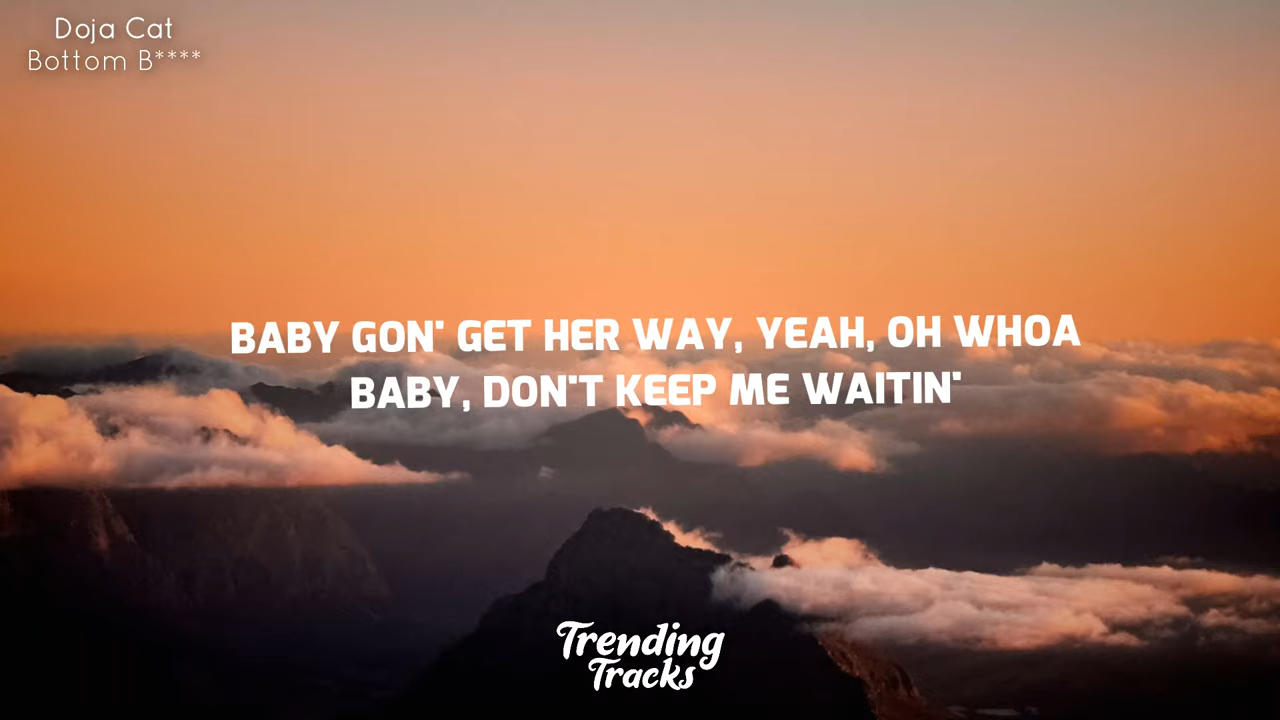 Doja Cat
Bottom B****
BABY GON' GET HER WAY, YEAH, OH WHOA
BABY, DON'T KEEP ME WAITIN'
Trending
Tracks